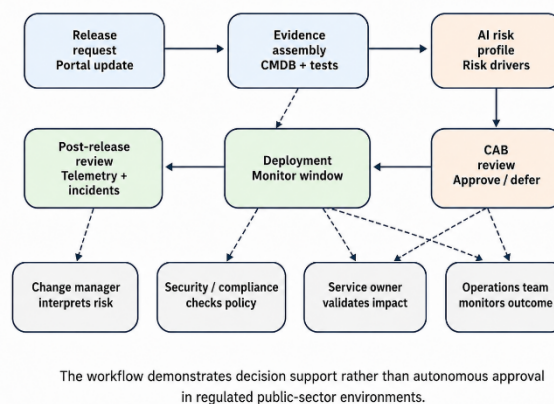 Release
request
Portal update
Evidence
assembly
CMDB + tests
AI risk
profile
Risk drivers
Post-release
review
Telemetry +
incidents
Deployment
Monitor window
CAB
review
Approve / defer
Change manager
interprets risk
Security / compliance
checks policy
Service owner
validates impact
Operations team
monitors outcome
The workflow demonstrates decision support rather than autonomous approval
in regulated public-sector environments.